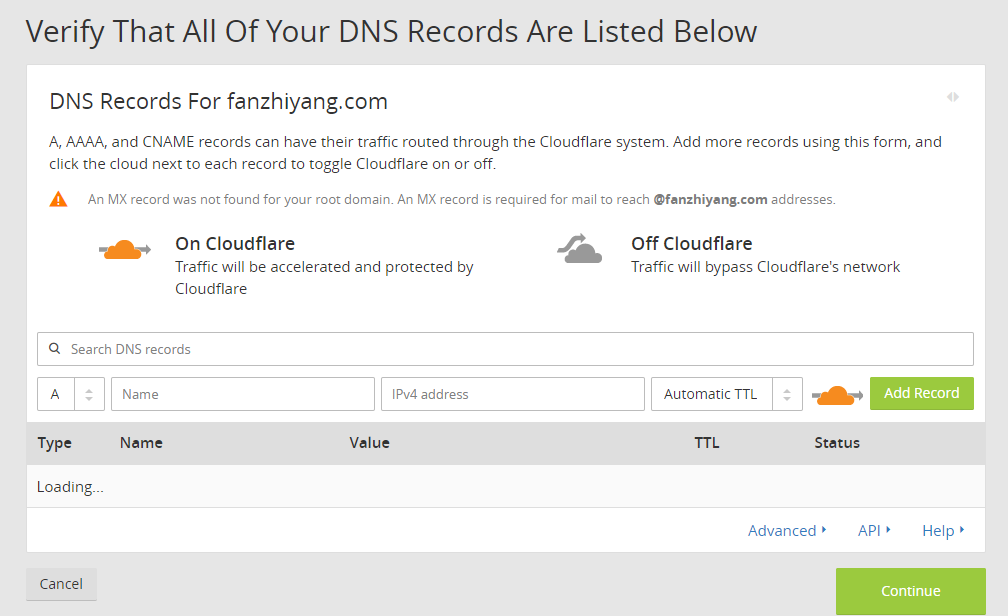 Verify That All Of Your DNS Records Are Listed Below
DNS Records For fanzhiyang.com
A, AAAA, and CNAME records can have their traffic routed through the Cloudflare system. Add more records using this form, and
click the cloud next to each record to toggle Cloudflare on or off.
An MX record was not found for your root domain. An MX record is required for mail to reach @fanzhiyang.com addresses.
On Cloudflare
Traffic will be accelerated and protected by
Cloudflare
Off Cloudflare
Traffic will bypass Cloudflare's network
Search DNS records
A Name IPv4 address Automatic TTL Add Record
Type Name Value TTL Status
Loading...
Advanced API Help
Cancel Continue